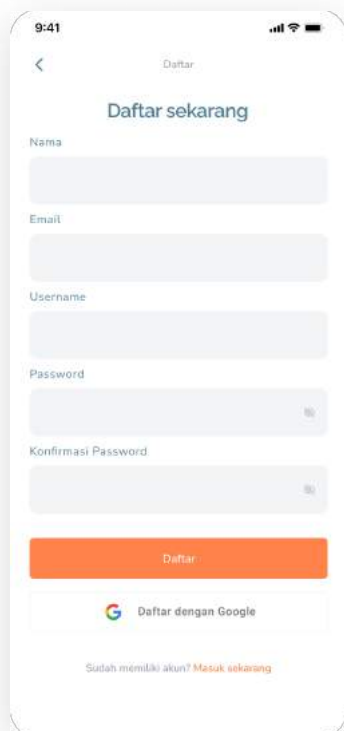 9:41
Daftar
Daftar sekarang
Nama
Email
Username
Password
Konfirmasi Password
Daftar
Daftar dengan Google
Sudah memiliki akun? Masuk sekarang